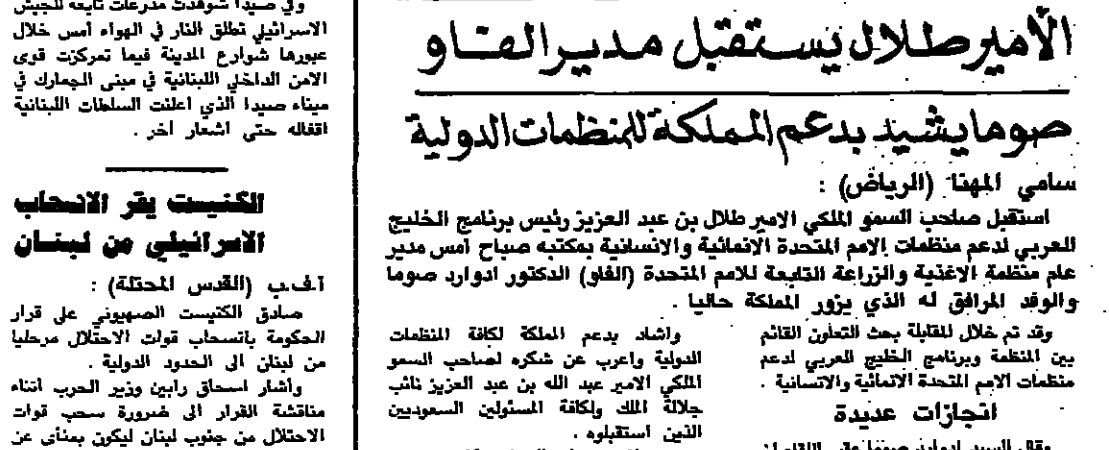 الأمير طلال يستقبل مدير الفاو
صوما يشيد بدعم المملكة للمنظمات الدولية
سامي المهنا (الرياض) :
استقبل صاحب السمو الملكي الامير طلال بن عبد العزيز رئيس برنامج الخليج
العربي لدعم منظمات الامم المتحدة الانمائية والانسانية بمكتبه صباح امس مدير
عام منظمة الاغذية والزراعة التابعة للامم المتحدة (الفاو) الدكتور ادوارد صوما
والوفد المرافق له الذي يزور المملكة حاليا .
وقد تم خلال المقابلة بحث التعاون القائم
بين المنظمة وبرنامج الخليج العربي لدعم
منظمات الامم المتحدة الانمائية والانسانية .
انجازات عديدة
وقال السيد ادوارد صوما عقب اللقاء
واشاد بدعم المملكة لكافة المنظمات
الدولية واعرب عن شكره لصاحب السمو
الملكي الامير عبد الله بن عبد العزيز نائب
جلالة الملك ولكافة المسئولين السعوديين
الذين استقبلوه .
وفي صيدا شوهدت مدرعات تابعة للجيش
الاسرائيلي تطلق النار في الهواء امس خلال
عبورها شوارع المدينة فيما تمركزت قوى
الامن الداخلي اللبنانية في مبنى الجمارك في
ميناء صيدا الذي اعلنت السلطات اللبنانية
اقفاله حتى اشعار آخر .
الكنيست يقر الانسحاب
الاسرائيلي من لبنان
أ.ف.ب (القدس المحتلة) :
صادق الكنيست الصهيوني على قرار
الحكومة بانسحاب قوات الاحتلال مرحليا
من لبنان الى الحدود الدولية .
وأشار اسحاق رابين وزير الحرب اثناء
مناقشة القرار الى ضرورة سحب قوات
الاحتلال من جنوب لبنان ليكون بمنأى عن